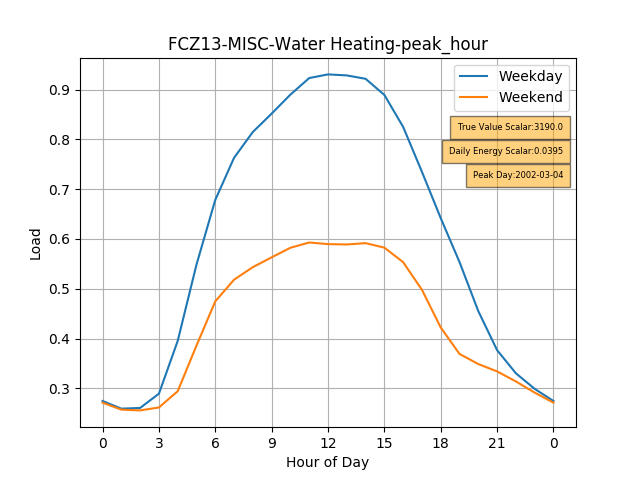 FCZ13-MISC-Water Heating-peak_hour
Weekday
Weekend
True Value Scalar:3190.0
Daily Energy Scalar:0.0395
Peak Day:2002-03-04
Load
0.9
0.8
0.7
0.6
0.5
0.4
0.3
0 3 6 9 12 15 18 21 0
Hour of Day